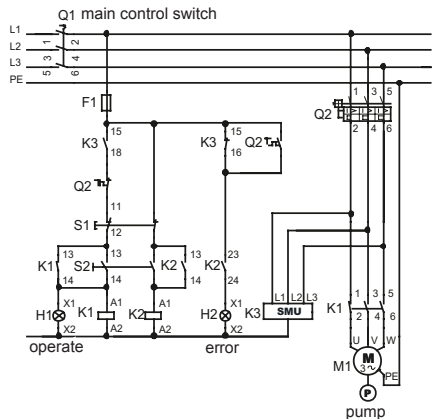 Q1 main control switch
L1 1 2
L2 3 4
L3 5 6
PE
F1
1 3 5
Q2
2 4 6
K3 15 18
K3 15 16
Q2
Q2
S1 11 12
K1 13 14
S2 13 14
K2 13 14
K2 23 24
L1 L2 L3
K3 SMU
H1 X1 X2
K1 A1 A2
K2 A1 A2
H2 X1 X2
operate
error
K1 1 3 5
2 4 6
U V W
M1 M 3~
PE
P
pump